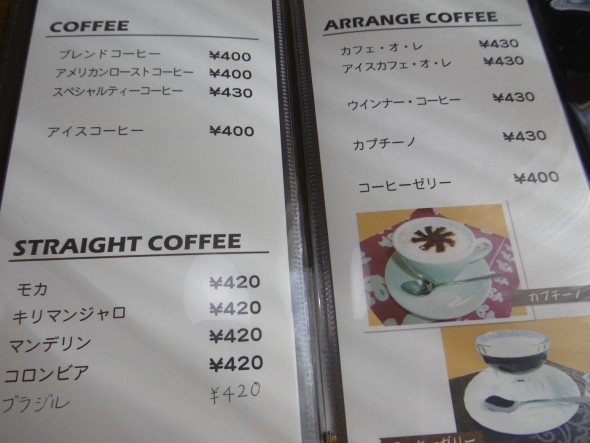 COFFEE
ブレンドコーヒー ¥400
アメリカンローストコーヒー ¥400
スペシャルティーコーヒー ¥430
アイスコーヒー ¥400
STRAIGHT COFFEE
モカ ¥420
キリマンジャロ ¥420
マンデリン ¥420
コロンビア ¥420
ブラジル ¥420
ARRANGE COFFEE
カフェ・オ・レ ¥430
アイスカフェ・オ・レ ¥430
ウインナー・コーヒー ¥430
カプチーノ ¥430
コーヒーゼリー ¥400
カプチーノ